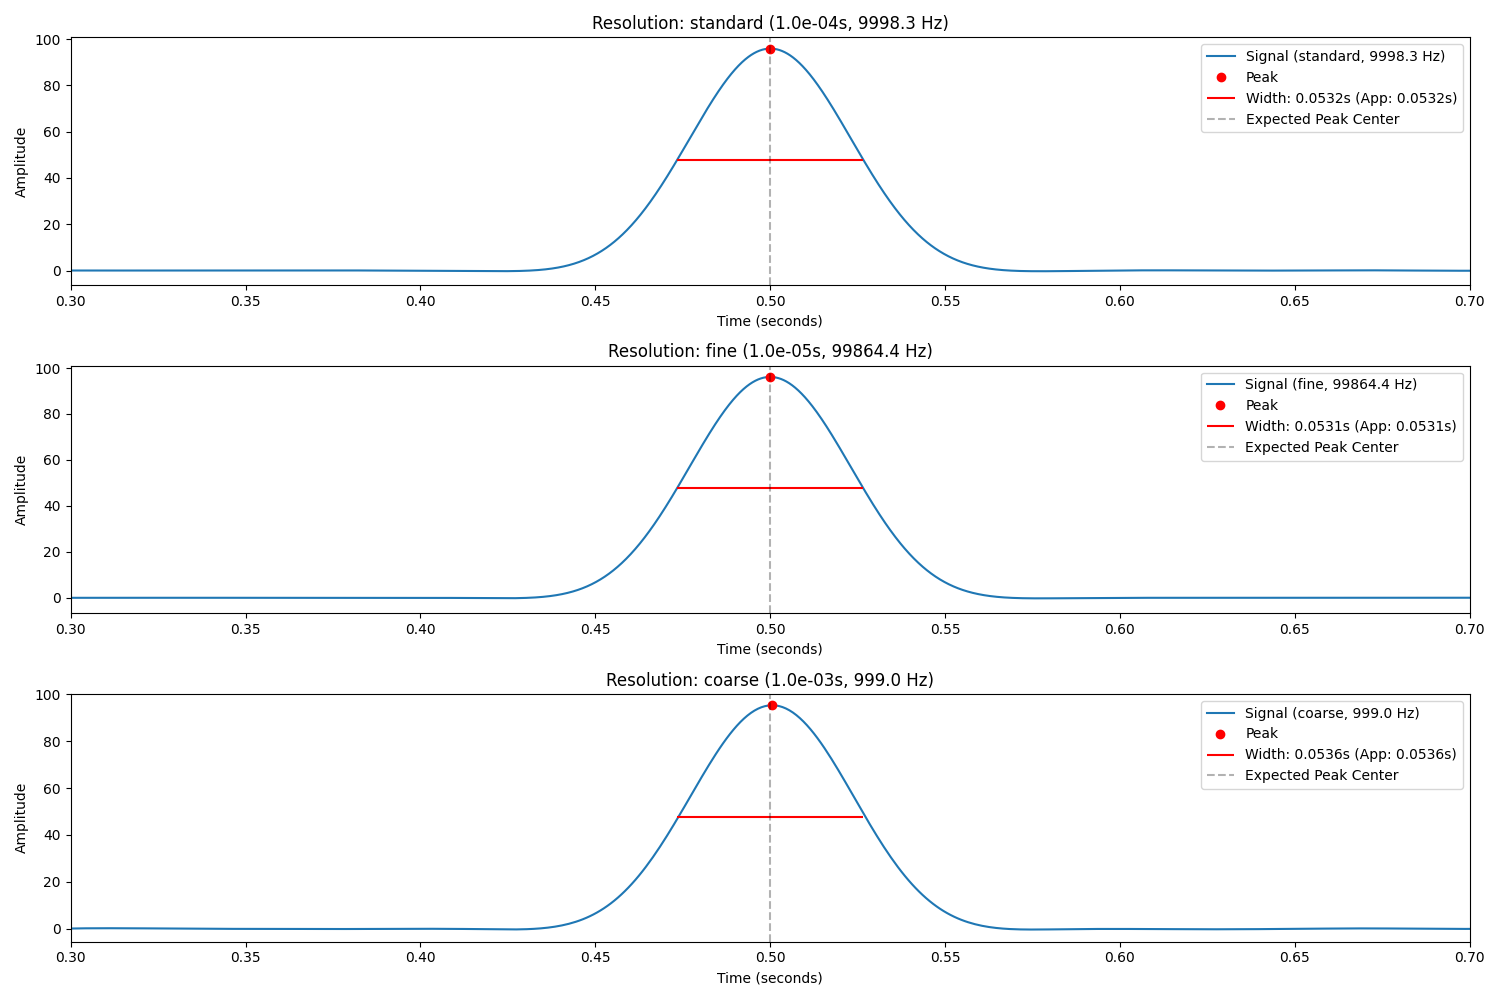 Resolution: standard (1.0e-04s, 9998.3 Hz)
100
80
60
40
20
0
Amplitude
Signal (standard, 9998.3 Hz)
Peak
Width: 0.0532s (App: 0.0532s)
Expected Peak Center
0.30 0.35 0.40 0.45 0.50 0.55 0.60 0.65 0.70
Time (seconds)
Resolution: fine (1.0e-05s, 99864.4 Hz)
100
80
60
40
20
0
Amplitude
Signal (fine, 99864.4 Hz)
Peak
Width: 0.0531s (App: 0.0531s)
Expected Peak Center
0.30 0.35 0.40 0.45 0.50 0.55 0.60 0.65 0.70
Time (seconds)
Resolution: coarse (1.0e-03s, 999.0 Hz)
100
80
60
40
20
0
Amplitude
Signal (coarse, 999.0 Hz)
Peak
Width: 0.0536s (App: 0.0536s)
Expected Peak Center
0.30 0.35 0.40 0.45 0.50 0.55 0.60 0.65 0.70
Time (seconds)